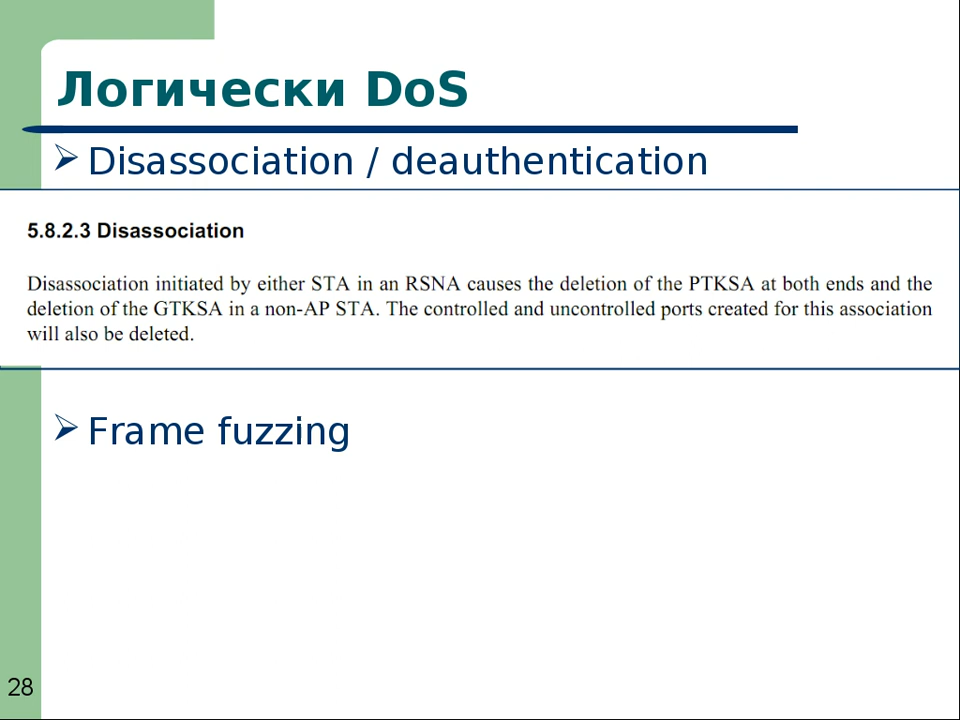 Логически DoS
Disassociation / deauthentication
5.8.2.3 Disassociation
Disassociation initiated by either STA in an RSNA causes the deletion of the PTKSA at both ends and the
deletion of the GTKSA in a non-AP STA. The controlled and uncontrolled ports created for this association
will also be deleted.
Frame fuzzing
28